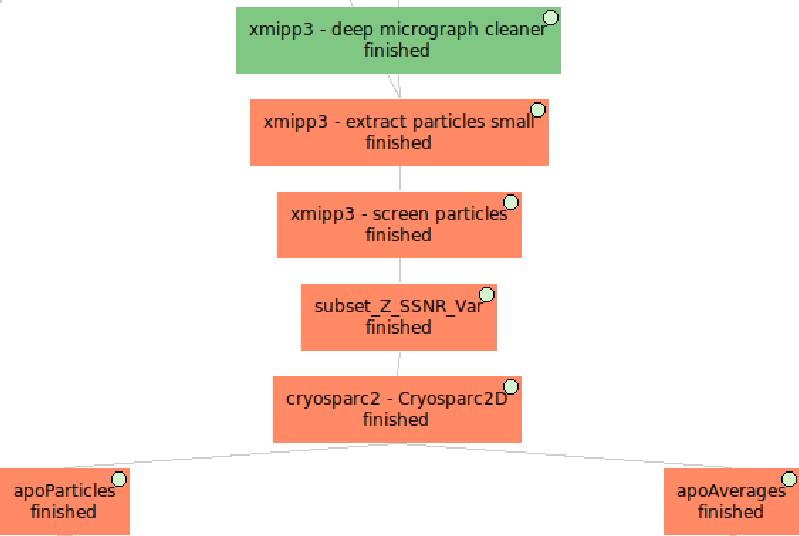 xmipp3 - deep micrograph cleaner
finished
xmipp3 - extract particles small
finished
xmipp3 - screen particles
finished
subset_Z_SSNR_Var
finished
cryosparc2 - Cryosparc2D
finished
apoParticles
finished
apoAverages
finished